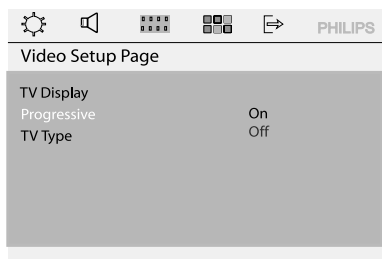 PHILIPS
Video Setup Page
TV Display
Progressive On
TV Type Off